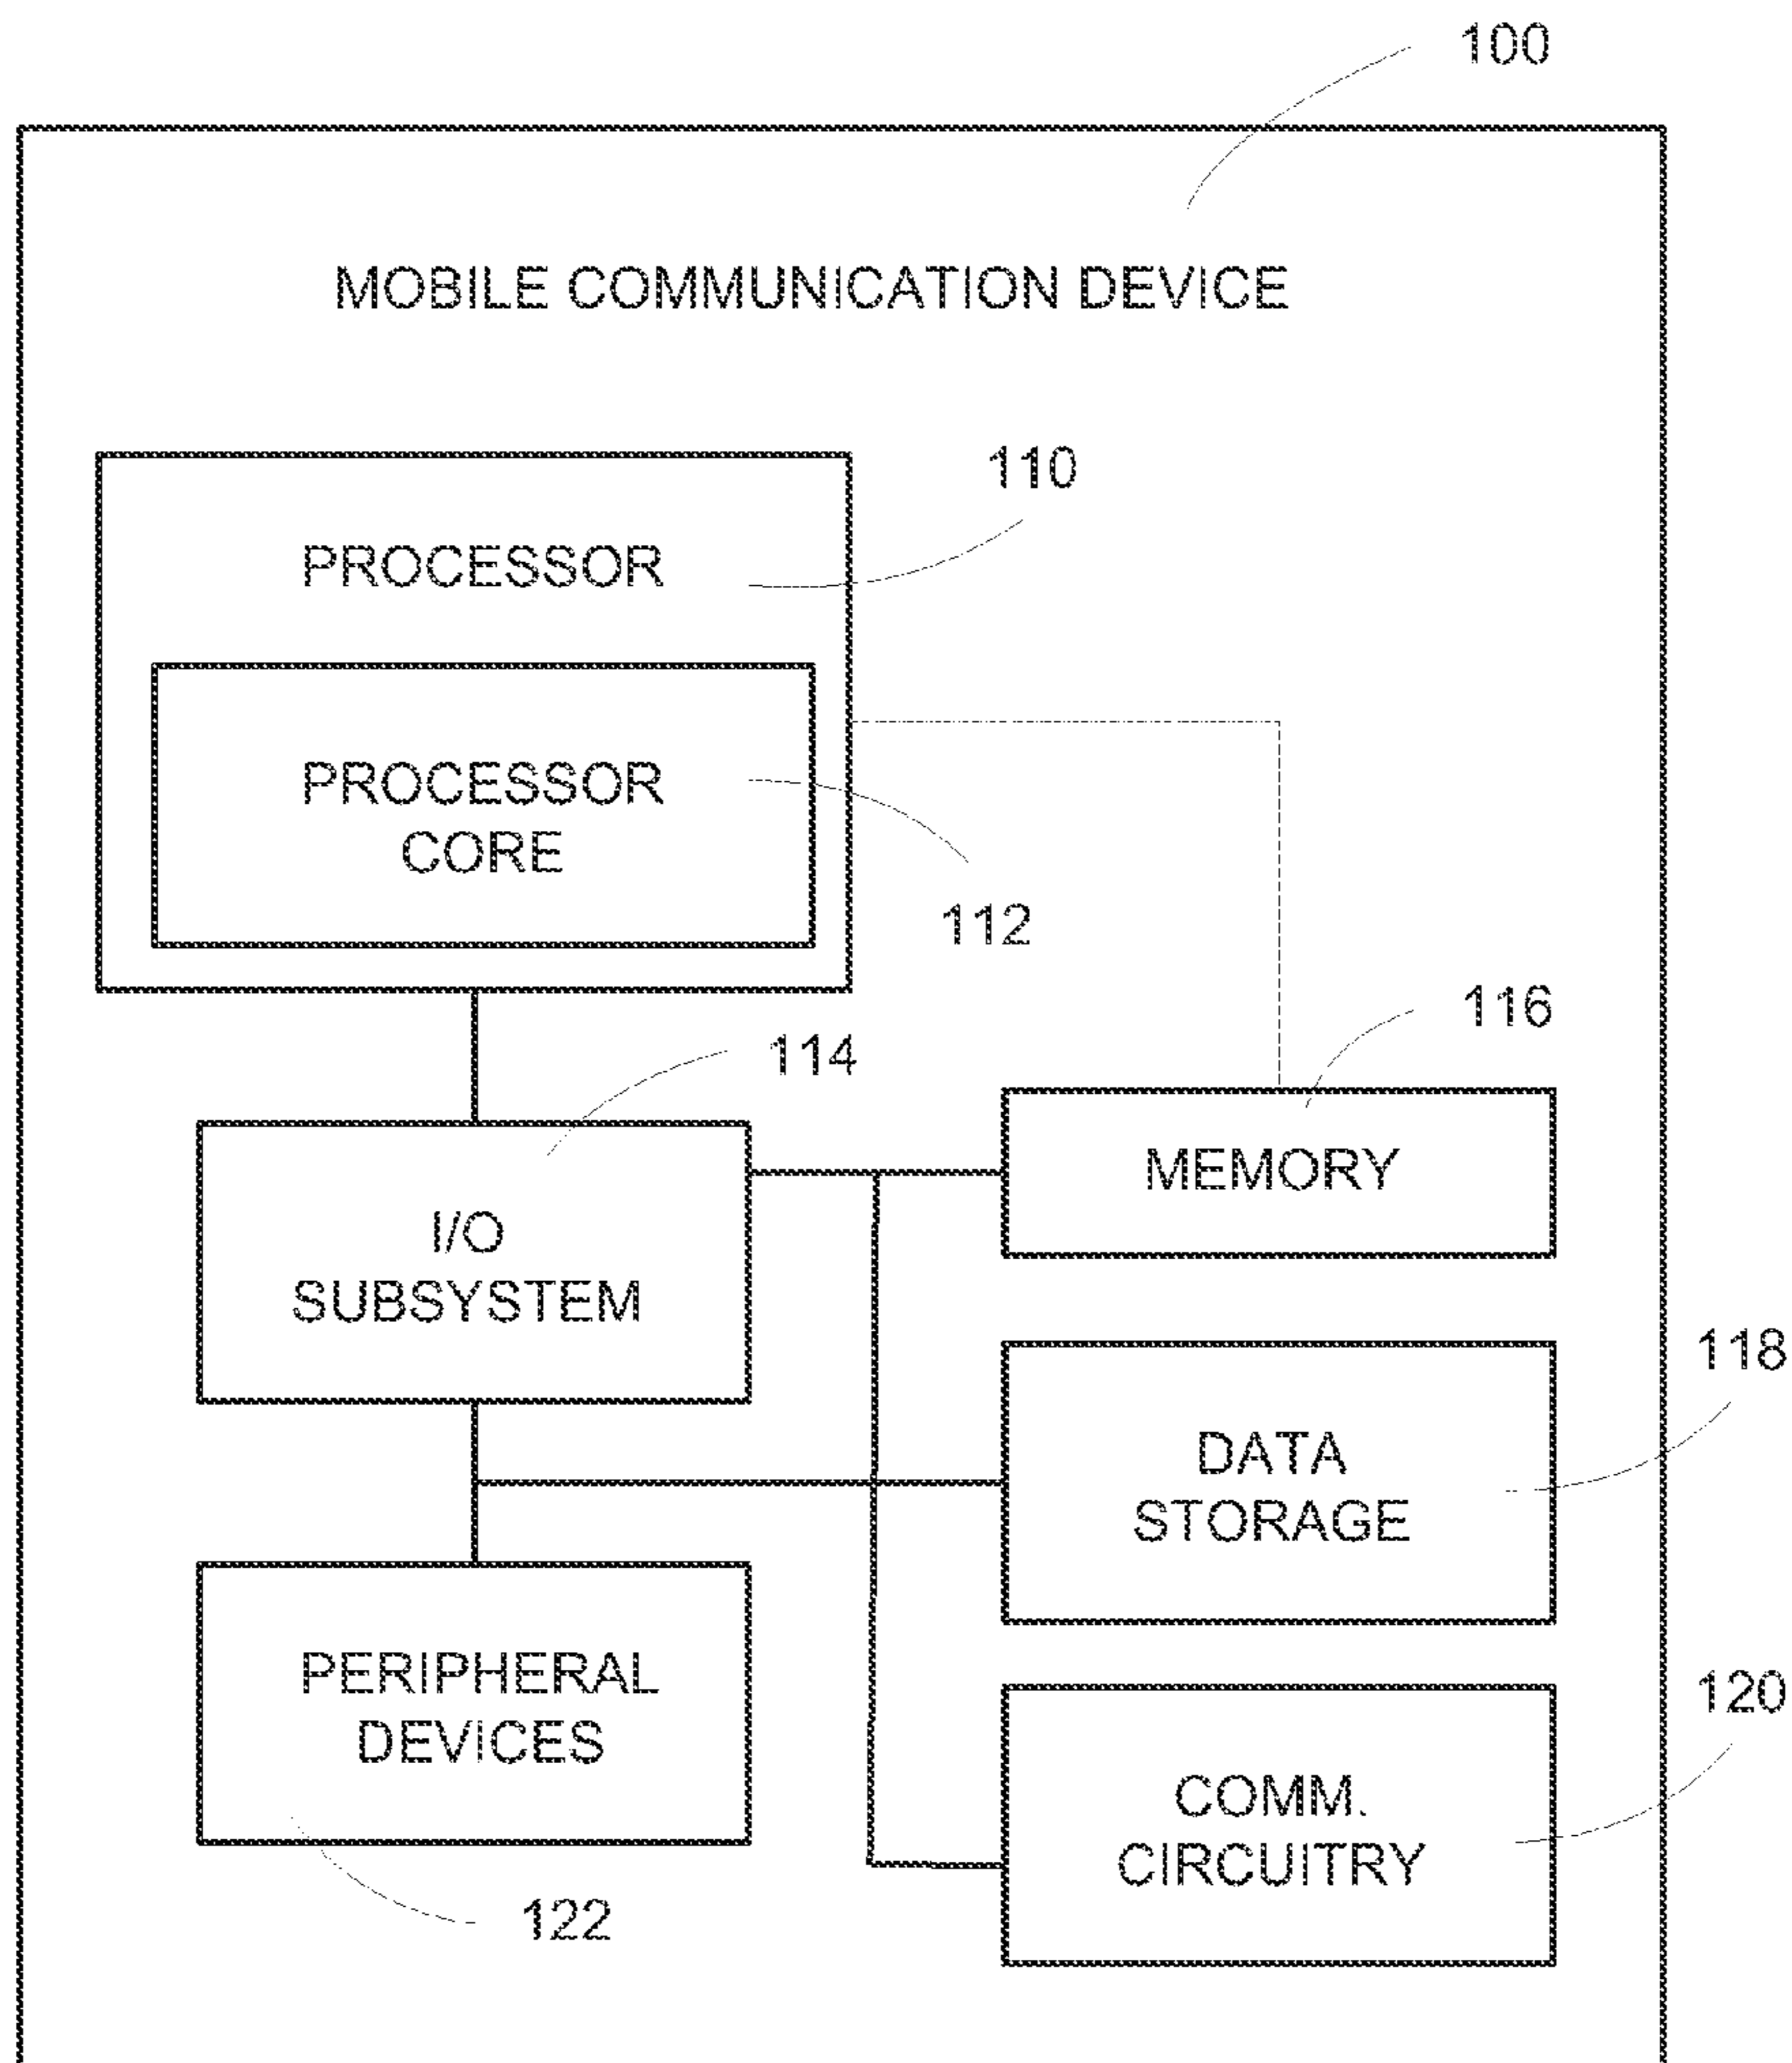 100
MOBILE COMMUNICATION DEVICE
110
PROCESSOR
PROCESSOR
CORE
112
114
116
I/O
SUBSYSTEM
MEMORY
118
DATA
STORAGE
PERIPHERAL
DEVICES
120
COMM.
CIRCUITRY
122